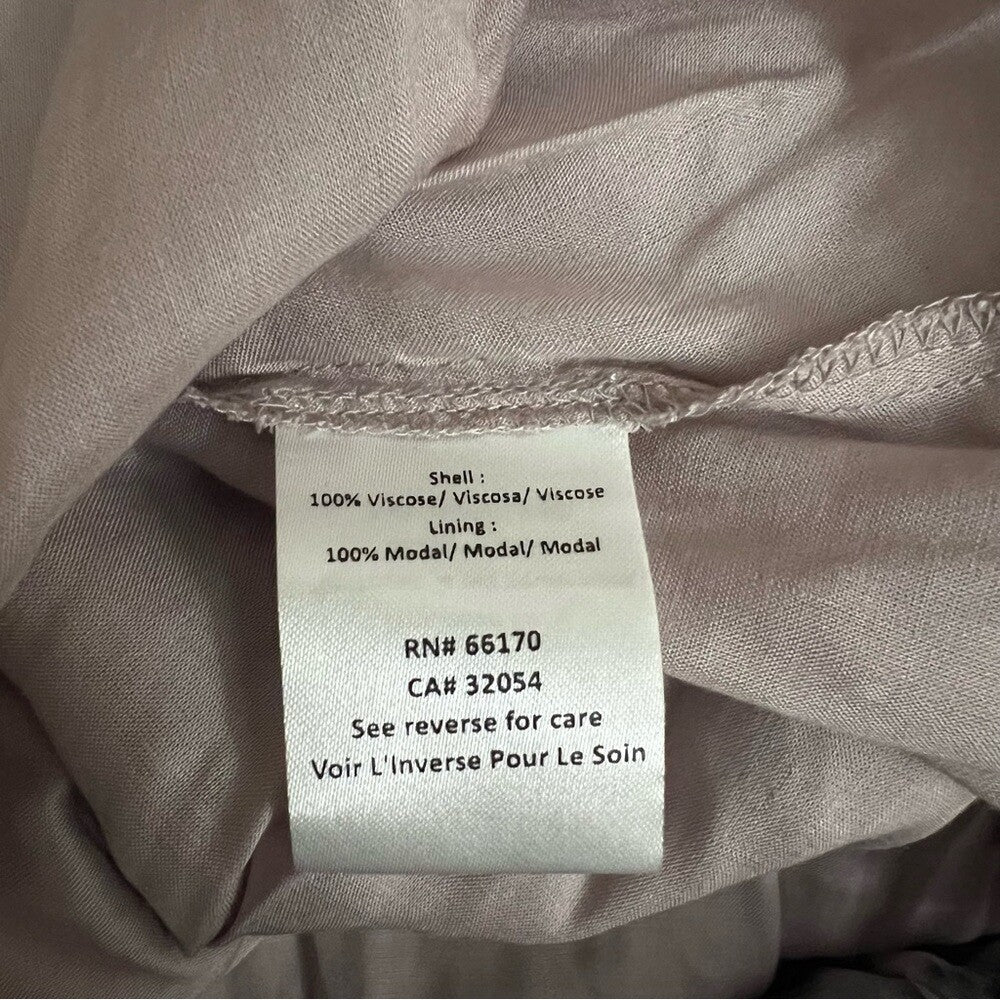 Shell :
100% Viscose/ Viscosa/ Viscose
Lining :
100% Modal/ Modal/ Modal
RN# 66170
CA# 32054
See reverse for care
Voir L'Inverse Pour Le Soin